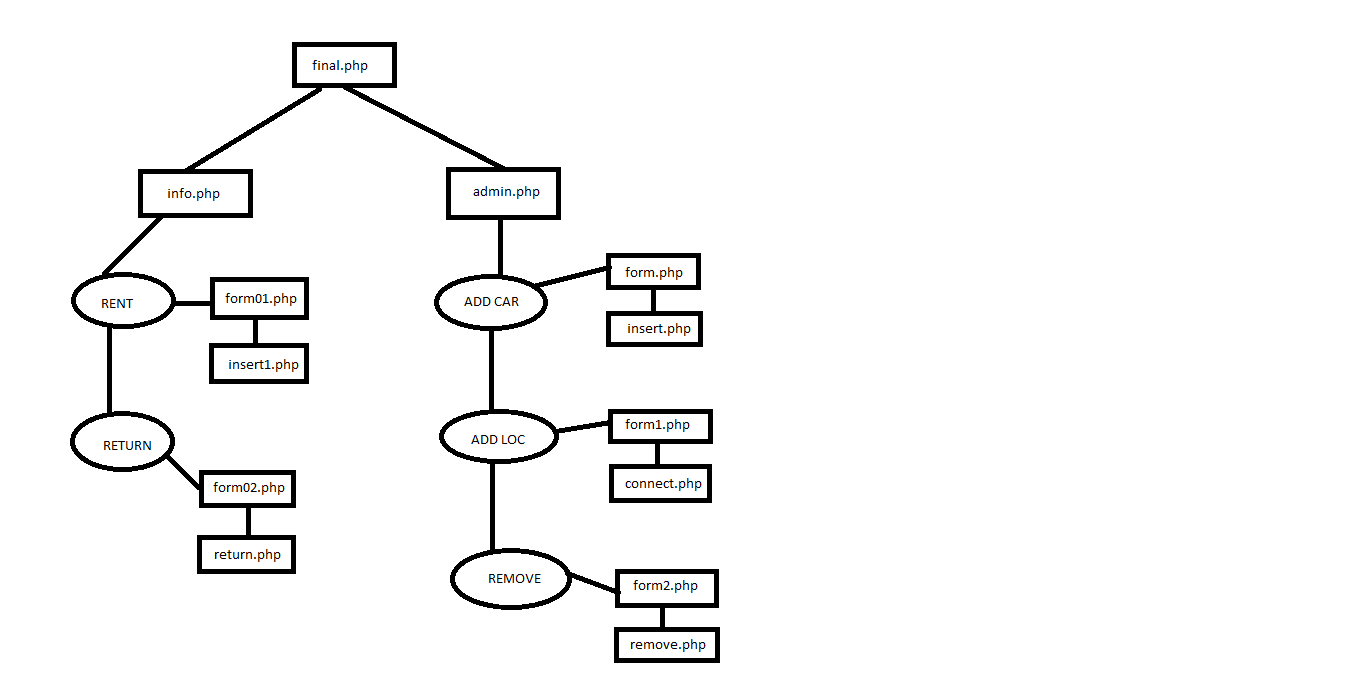 final.php
info.php
admin.php
RENT
form01.php
insert1.php
RETURN
form02.php
return.php
ADD CAR
form.php
insert.php
ADD LOC
form1.php
connect.php
REMOVE
form2.php
remove.php